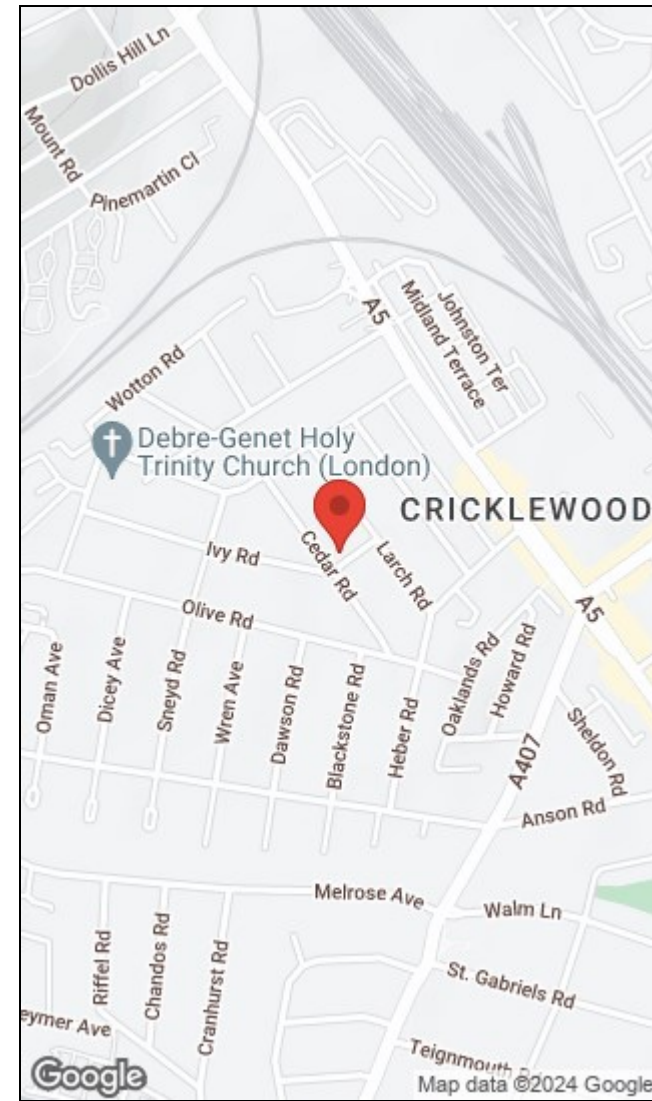 Dollis Hill Ln
Mount Rd
Pinemartin Cl
A5
Johnston Ter
Midland Terrace
Wotton Rd
Debre-Genet Holy
Trinity Church (London)
CRICKLEWOOD
Ivy Rd
Cedar Rd
Larch Rd
Olive Rd
A5
Oman Ave
Dicey Ave
Sneyd Rd
Wren Ave
Dawson Rd
Blackstone Rd
Heber Rd
Oaklands Rd
Howard Rd
Sheldon Rd
A407
Anson Rd
Melrose Ave
Walm Ln
Riffel Rd
Chandos Rd
Cranhurst Rd
St. Gabriels Rd
eymer Ave
Teignmouth
Google
Map data ©2024 Google